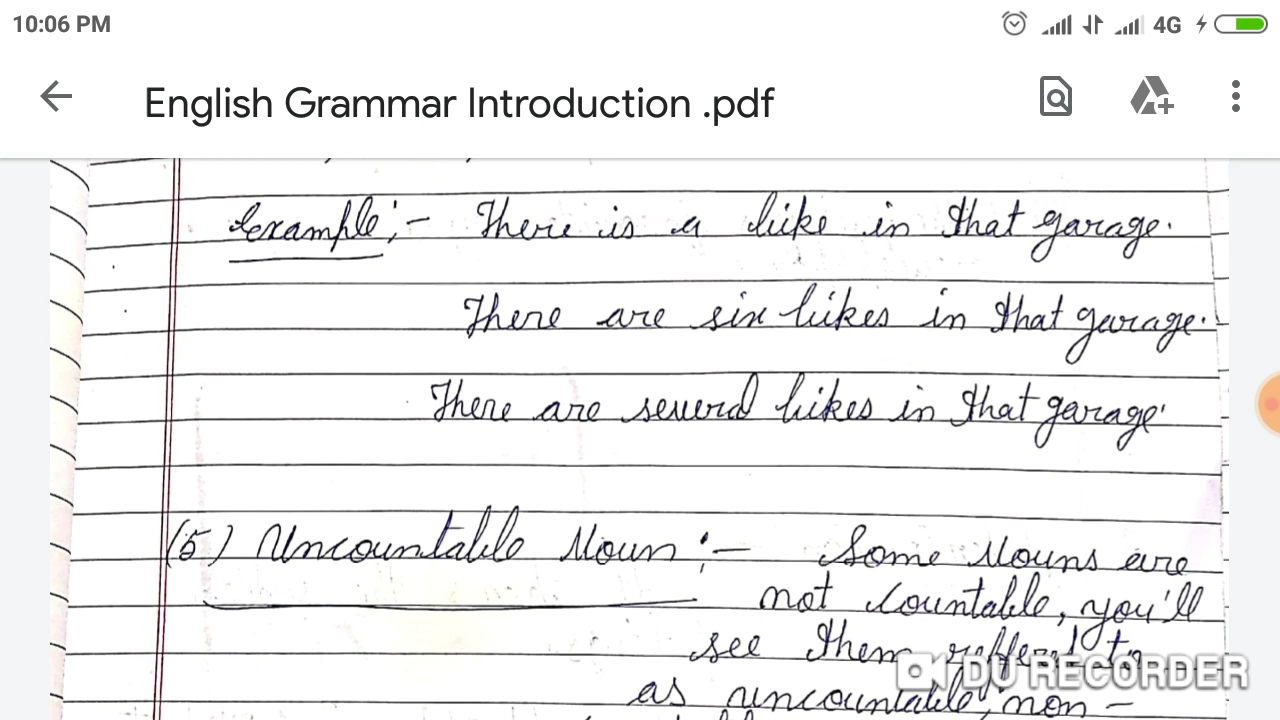 10:06 PM 4G
English Grammar Introduction .pdf
Example:- There is a bike in that garage.
There are six bikes in that garage.
There are several bikes in that garage.
(5) Uncountable Noun :- Some Nouns are
not countable, you'll
see them to
DU RECORDER
as uncountable, non-